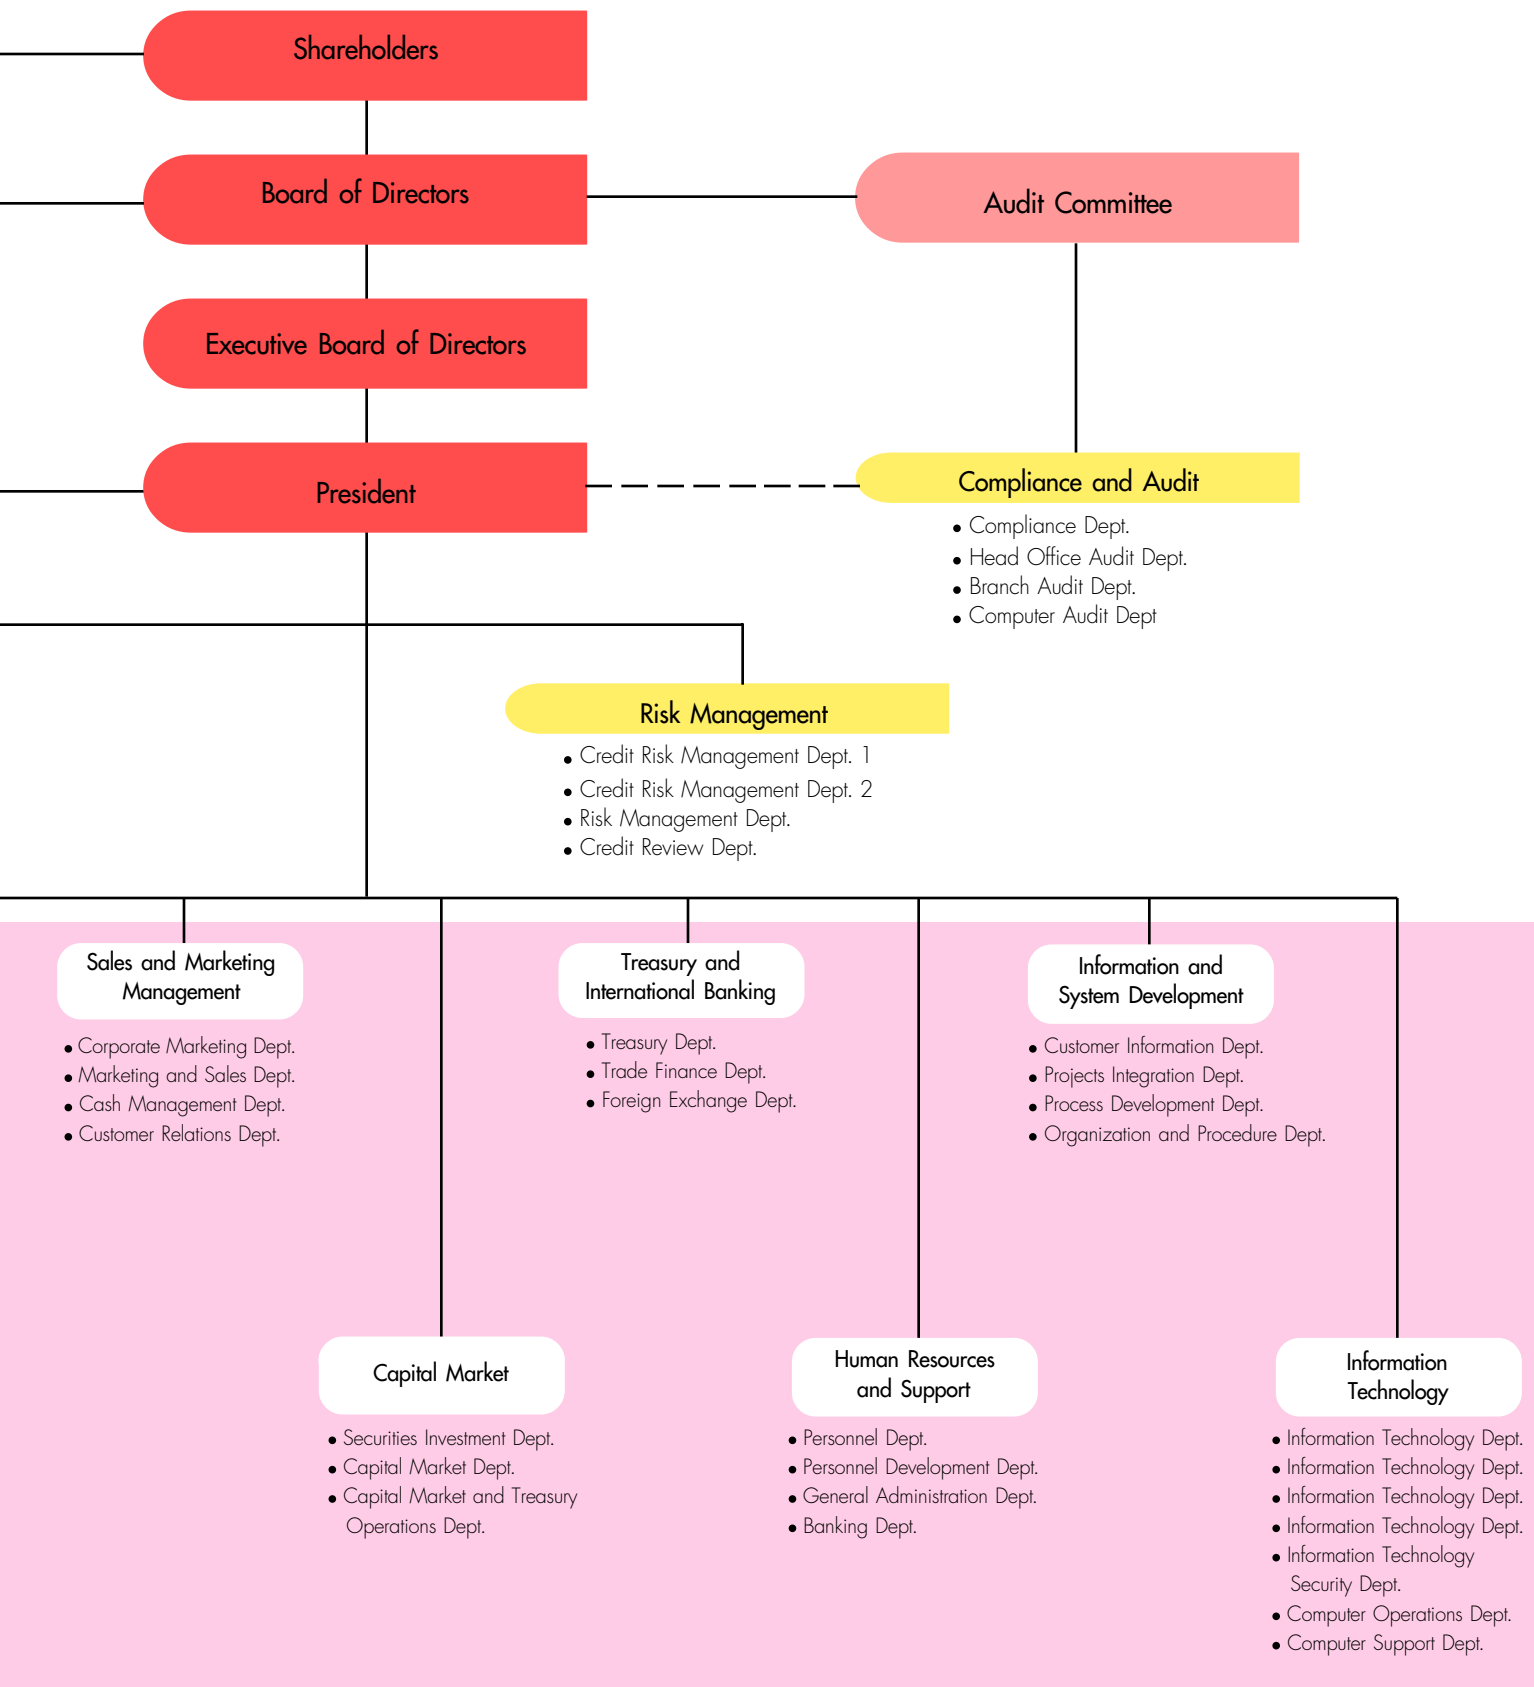 Shareholders
Board of Directors
Audit Committee
Executive Board of Directors
President
Compliance and Audit
• Compliance Dept.
• Head Office Audit Dept.
• Branch Audit Dept.
• Computer Audit Dept
Risk Management
• Credit Risk Management Dept. 1
• Credit Risk Management Dept. 2
• Risk Management Dept.
• Credit Review Dept.
Sales and Marketing
Management
• Corporate Marketing Dept.
• Marketing and Sales Dept.
• Cash Management Dept.
• Customer Relations Dept.
Treasury and
International Banking
• Treasury Dept.
• Trade Finance Dept.
• Foreign Exchange Dept.
Information and
System Development
• Customer Information Dept.
• Projects Integration Dept.
• Process Development Dept.
• Organization and Procedure Dept.
Capital Market
• Securities Investment Dept.
• Capital Market Dept.
• Capital Market and Treasury
Operations Dept.
Human Resources
and Support
• Personnel Dept.
• Personnel Development Dept.
• General Administration Dept.
• Banking Dept.
Information
Technology
• Information Technology Dept.
• Information Technology Dept.
• Information Technology Dept.
• Information Technology Dept.
• Information Technology
Security Dept.
• Computer Operations Dept.
• Computer Support Dept.